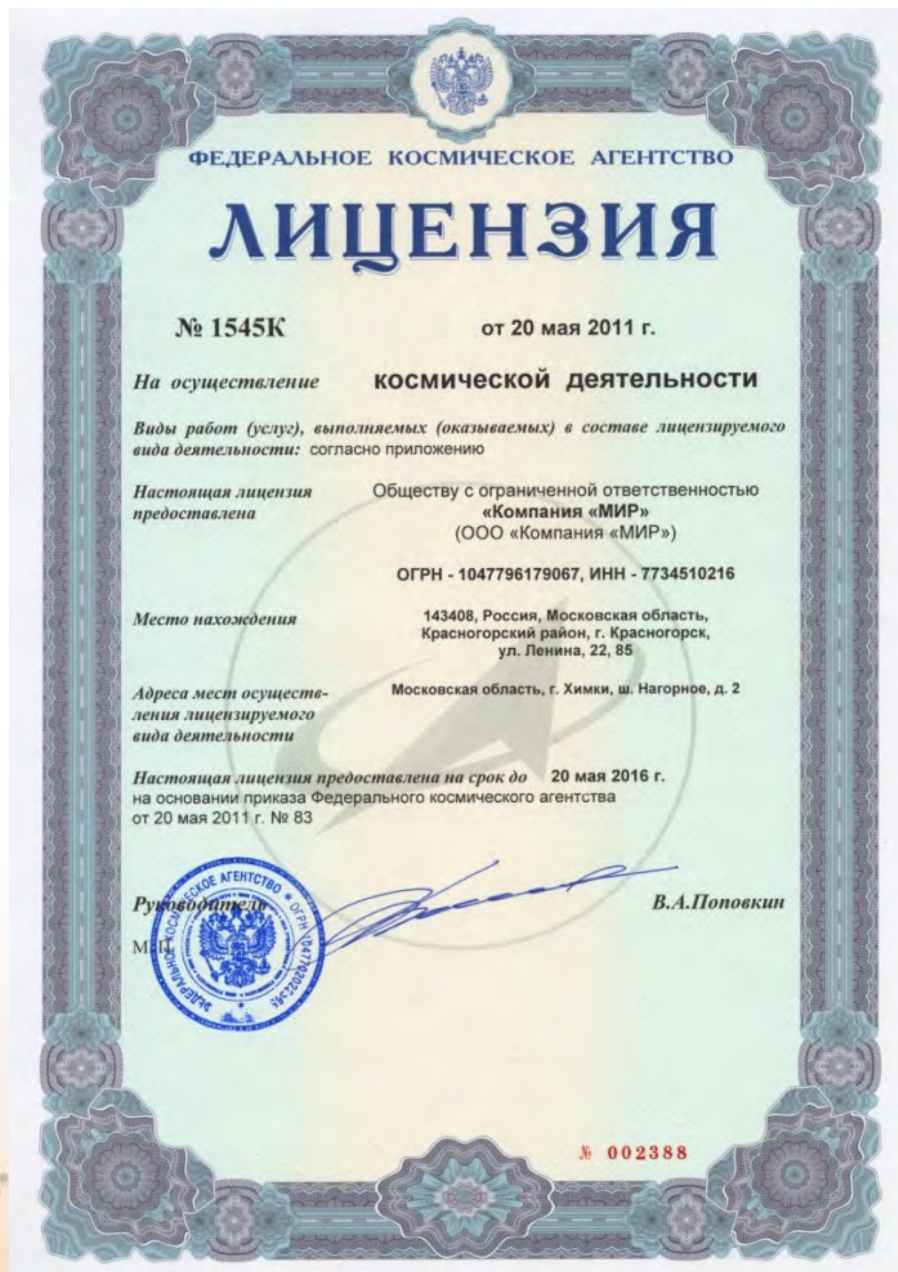 ФЕДЕРАЛЬНОЕ КОСМИЧЕСКОЕ АГЕНТСТВО
ЛИЦЕНЗИЯ
№ 1545К от 20 мая 2011 г.
На осуществление космической деятельности
Виды работ (услуг), выполняемых (оказываемых) в составе лицензируемого
вида деятельности: согласно приложению
Настоящая лицензия Обществу с ограниченной ответственностью
предоставлена «Компания «МИР»
(ООО «Компания «МИР»)
ОГРН - 1047796179067, ИНН - 7734510216
Место нахождения 143408, Россия, Московская область,
Красногорский район, г. Красногорск,
ул. Ленина, 22, 85
Адреса мест осуществ- Московская область, г. Химки, ш. Нагорное, д. 2
ления лицензируемого
вида деятельности
Настоящая лицензия предоставлена на срок до 20 мая 2016 г.
на основании приказа Федерального космического агентства
от 20 мая 2011 г. № 83
Руководитель В.А.Поповкин
М.П.
ФЕДЕРАЛЬНОЕ КОСМИЧЕСКОЕ АГЕНТСТВО * ОГРН
№ 002388